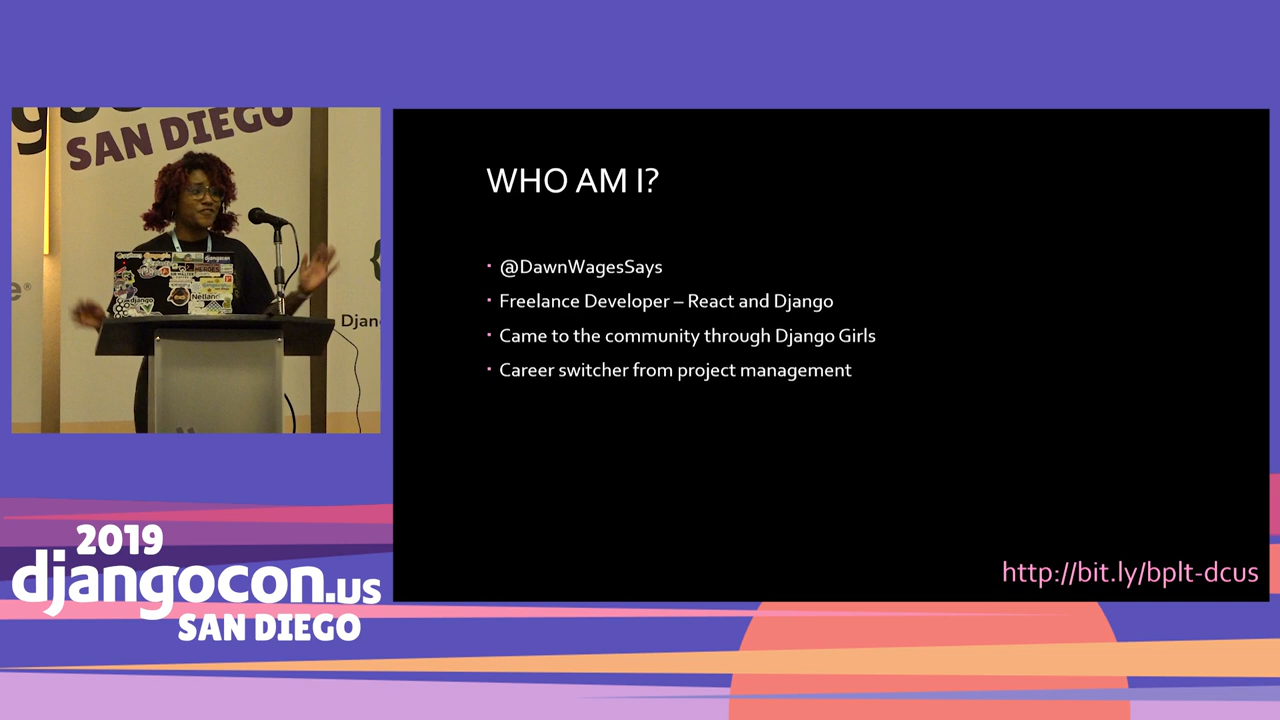 SAN DIEGO
Djan
WHO AM I?
@DawnWagesSays
Freelance Developer – React and Django
Came to the community through Django Girls
Career switcher from project management
http://bit.ly/bplt-dcus
2019
djangocon.us
SAN DIEGO